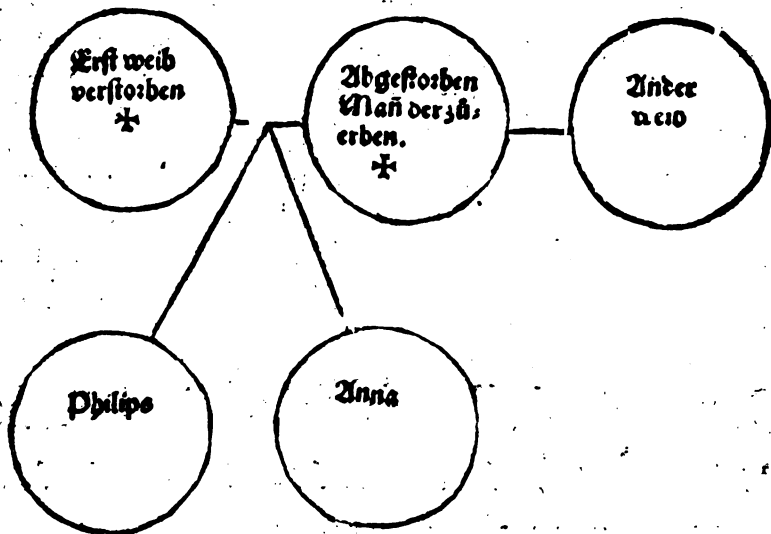 Erst weib
verstorben
✠
Abgestorben
Mañ der zů-
erben.
✠
Ander
Philips
Anna